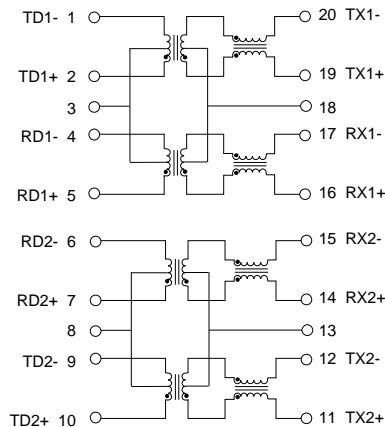 TD1- 1 20 TX1-
TD1+ 2 19 TX1+
3 18
RD1- 4 17 RX1-
RD1+ 5 16 RX1+
RD2- 6 15 RX2-
RD2+ 7 14 RX2+
8 13
TD2- 9 12 TX2-
TD2+ 10 11 TX2+